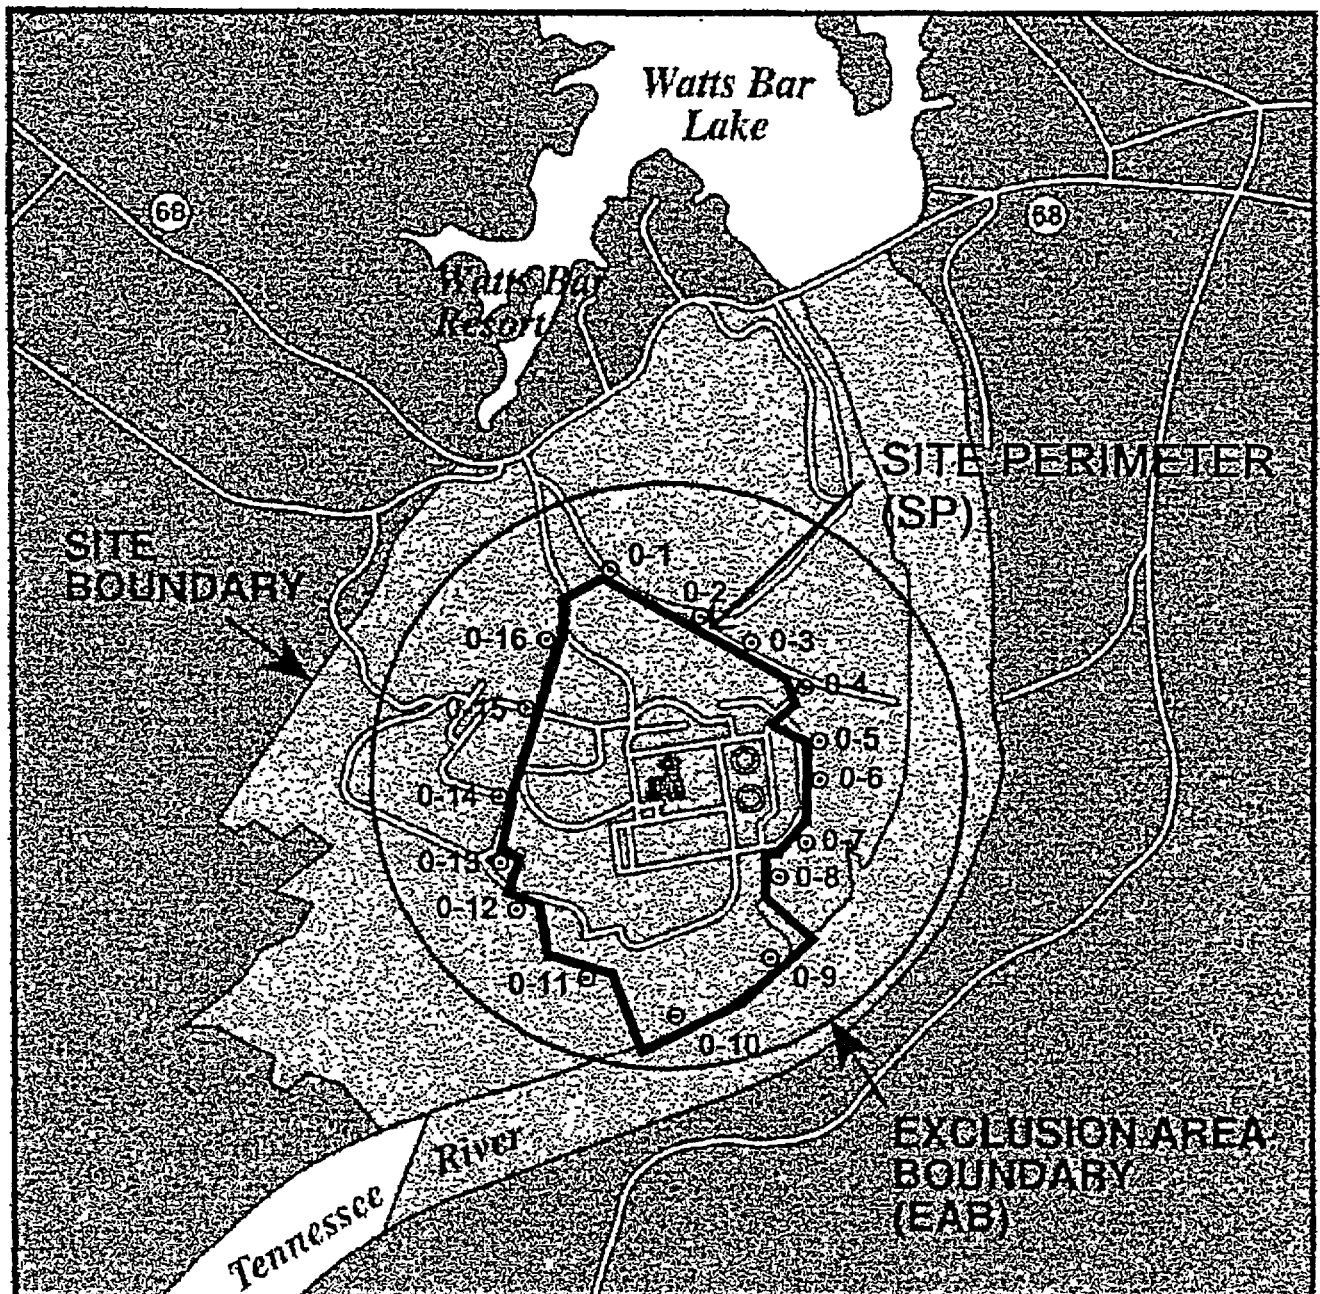 Watts Bar
Lake
68
68
Watts Bar
Resort
SITE PERIMETER
(SP)
SITE
BOUNDARY
0-1
0-2
0-16
0-3
0-4
0-15
0-5
0-6
0-14
0-7
0-13
0-8
0-12
0-9
0-11
0-10
EXCLUSION AREA
BOUNDARY
(EAB)
River
Tennessee